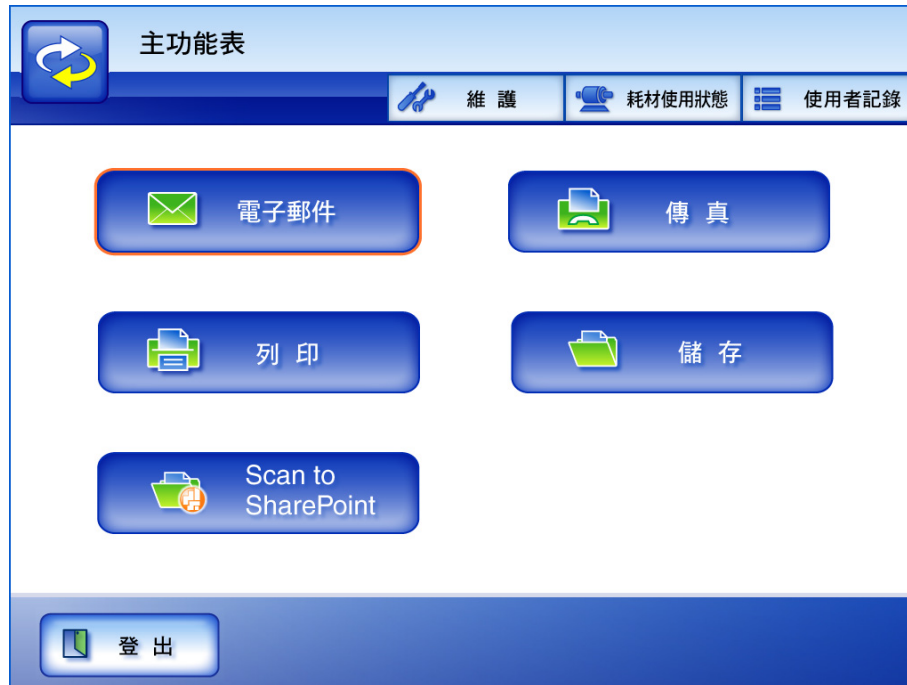 主功能表
維護
耗材使用狀態
使用者記錄
電子郵件
傳真
列印
儲存
Scan to
SharePoint
登出